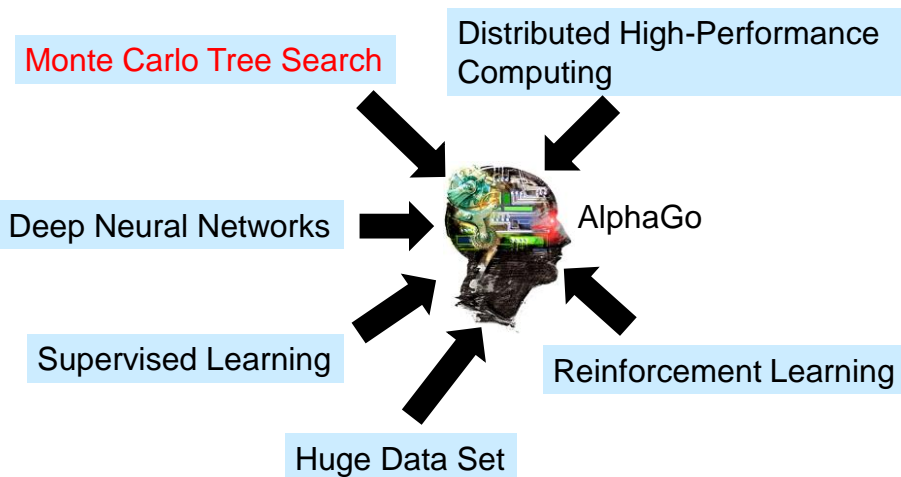 Monte Carlo Tree Search
Distributed High-Performance
Computing
Deep Neural Networks
AlphaGo
Supervised Learning
Reinforcement Learning
Huge Data Set